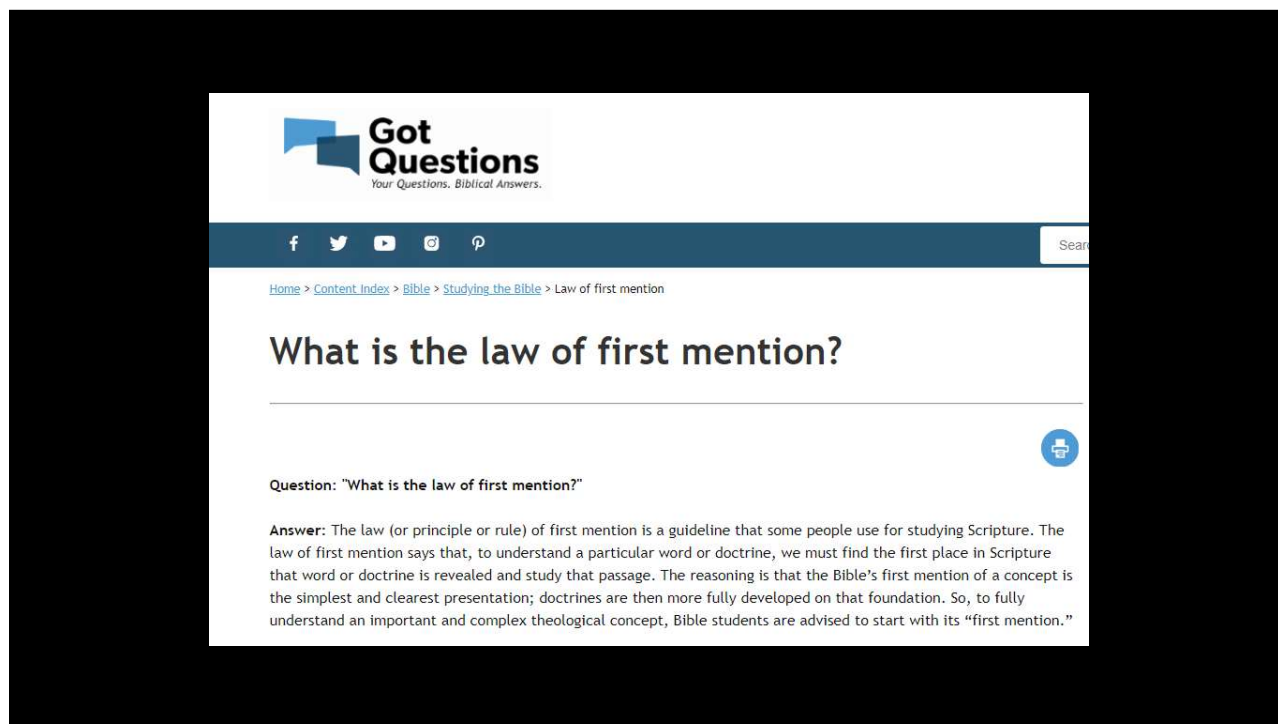 Got
Questions
Your Questions. Biblical Answers.
Home > Content Index > Bible > Studying the Bible > Law of first mention
What is the law of first mention?
Question: "What is the law of first mention?"
Answer: The law (or principle or rule) of first mention is a guideline that some people use for studying Scripture. The
law of first mention says that, to understand a particular word or doctrine, we must find the first place in Scripture
that word or doctrine is revealed and study that passage. The reasoning is that the Bible’s first mention of a concept is
the simplest and clearest presentation; doctrines are then more fully developed on that foundation. So, to fully
understand an important and complex theological concept, Bible students are advised to start with its “first mention.”